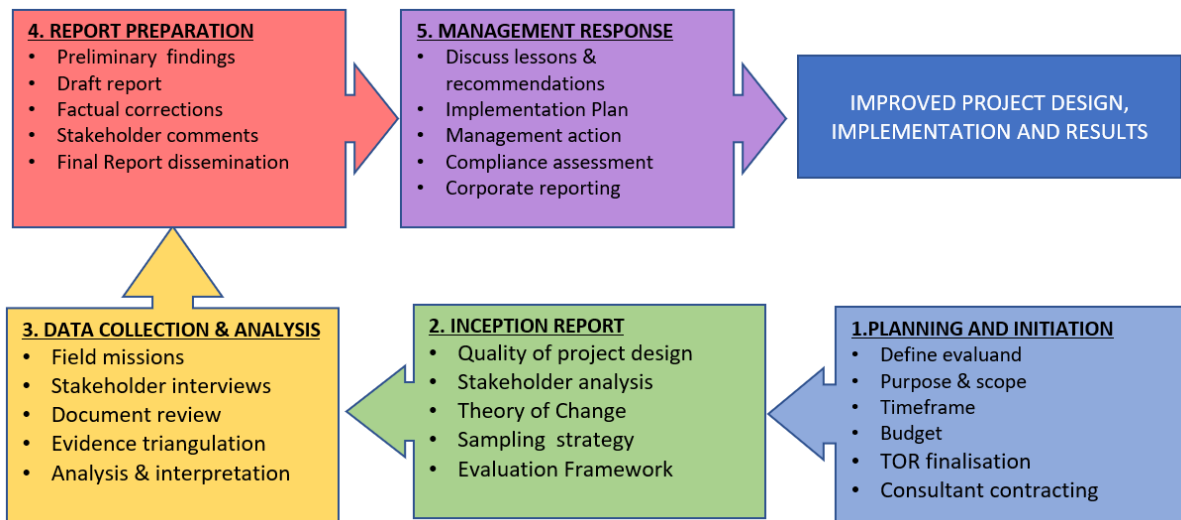 4. REPORT PREPARATION
• Preliminary findings
• Draft report
• Factual corrections
• Stakeholder comments
• Final Report dissemination
5. MANAGEMENT RESPONSE
• Discuss lessons &
recommendations
• Implementation Plan
• Management action
• Compliance assessment
• Corporate reporting
IMPROVED PROJECT DESIGN,
IMPLEMENTATION AND RESULTS
3. DATA COLLECTION & ANALYSIS
• Field missions
• Stakeholder interviews
• Document review
• Evidence triangulation
• Analysis & interpretation
2. INCEPTION REPORT
• Quality of project design
• Stakeholder analysis
• Theory of Change
• Sampling strategy
• Evaluation Framework
1.PLANNING AND INITIATION
• Define evaluand
• Purpose & scope
• Timeframe
• Budget
• TOR finalisation
• Consultant contracting